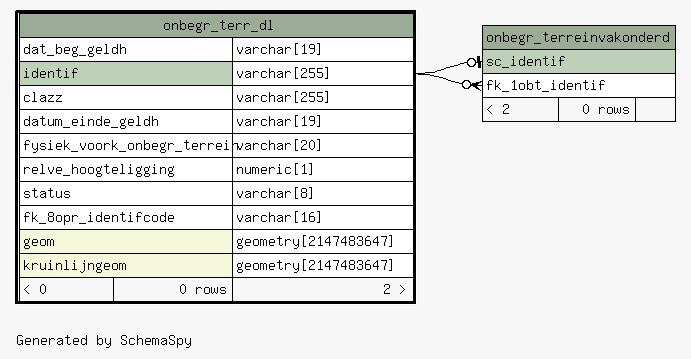 onbegr_terr_dl
dat_beg_geldh varchar[19]
identif varchar[255]
clazz varchar[255]
datum_einde_geldh varchar[19]
fysiek_voork_onbegr_terrein varchar[20]
relve_hoogteligging numeric[1]
status varchar[8]
fk_8opr_identifcode varchar[16]
geom geometry[2147483647]
kruinlijngeom geometry[2147483647]
< 0 0 rows 2 >
onbegr_terreinvakonderd
sc_identif
fk_1obt_identif
< 2 0 rows
Generated by SchemaSpy